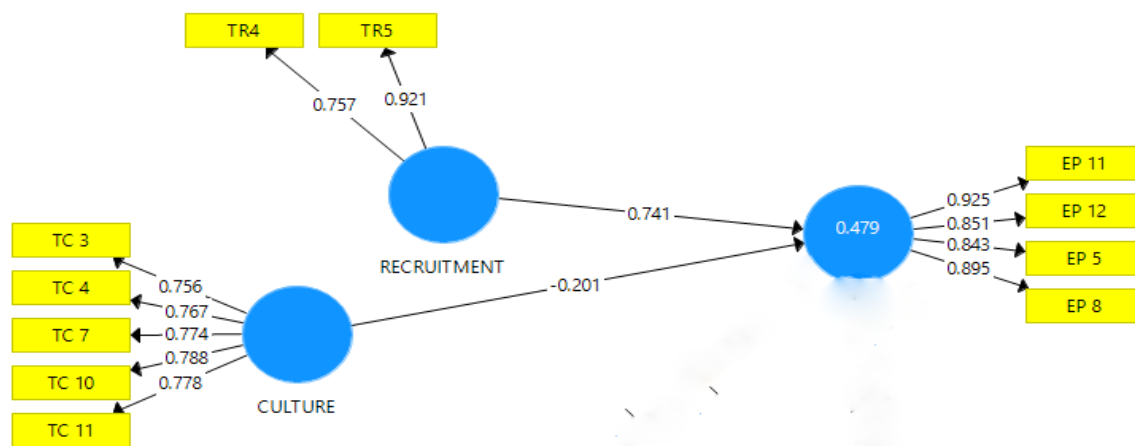 TR4
TR5
0.757
0.921
RECRUITMENT
0.741
-0.201
0.479
EP 11
EP 12
EP 5
EP 8
0.925
0.851
0.843
0.895
TC 3
TC 4
TC 7
TC 10
TC 11
0.756
0.767
0.774
0.788
0.778
CULTURE